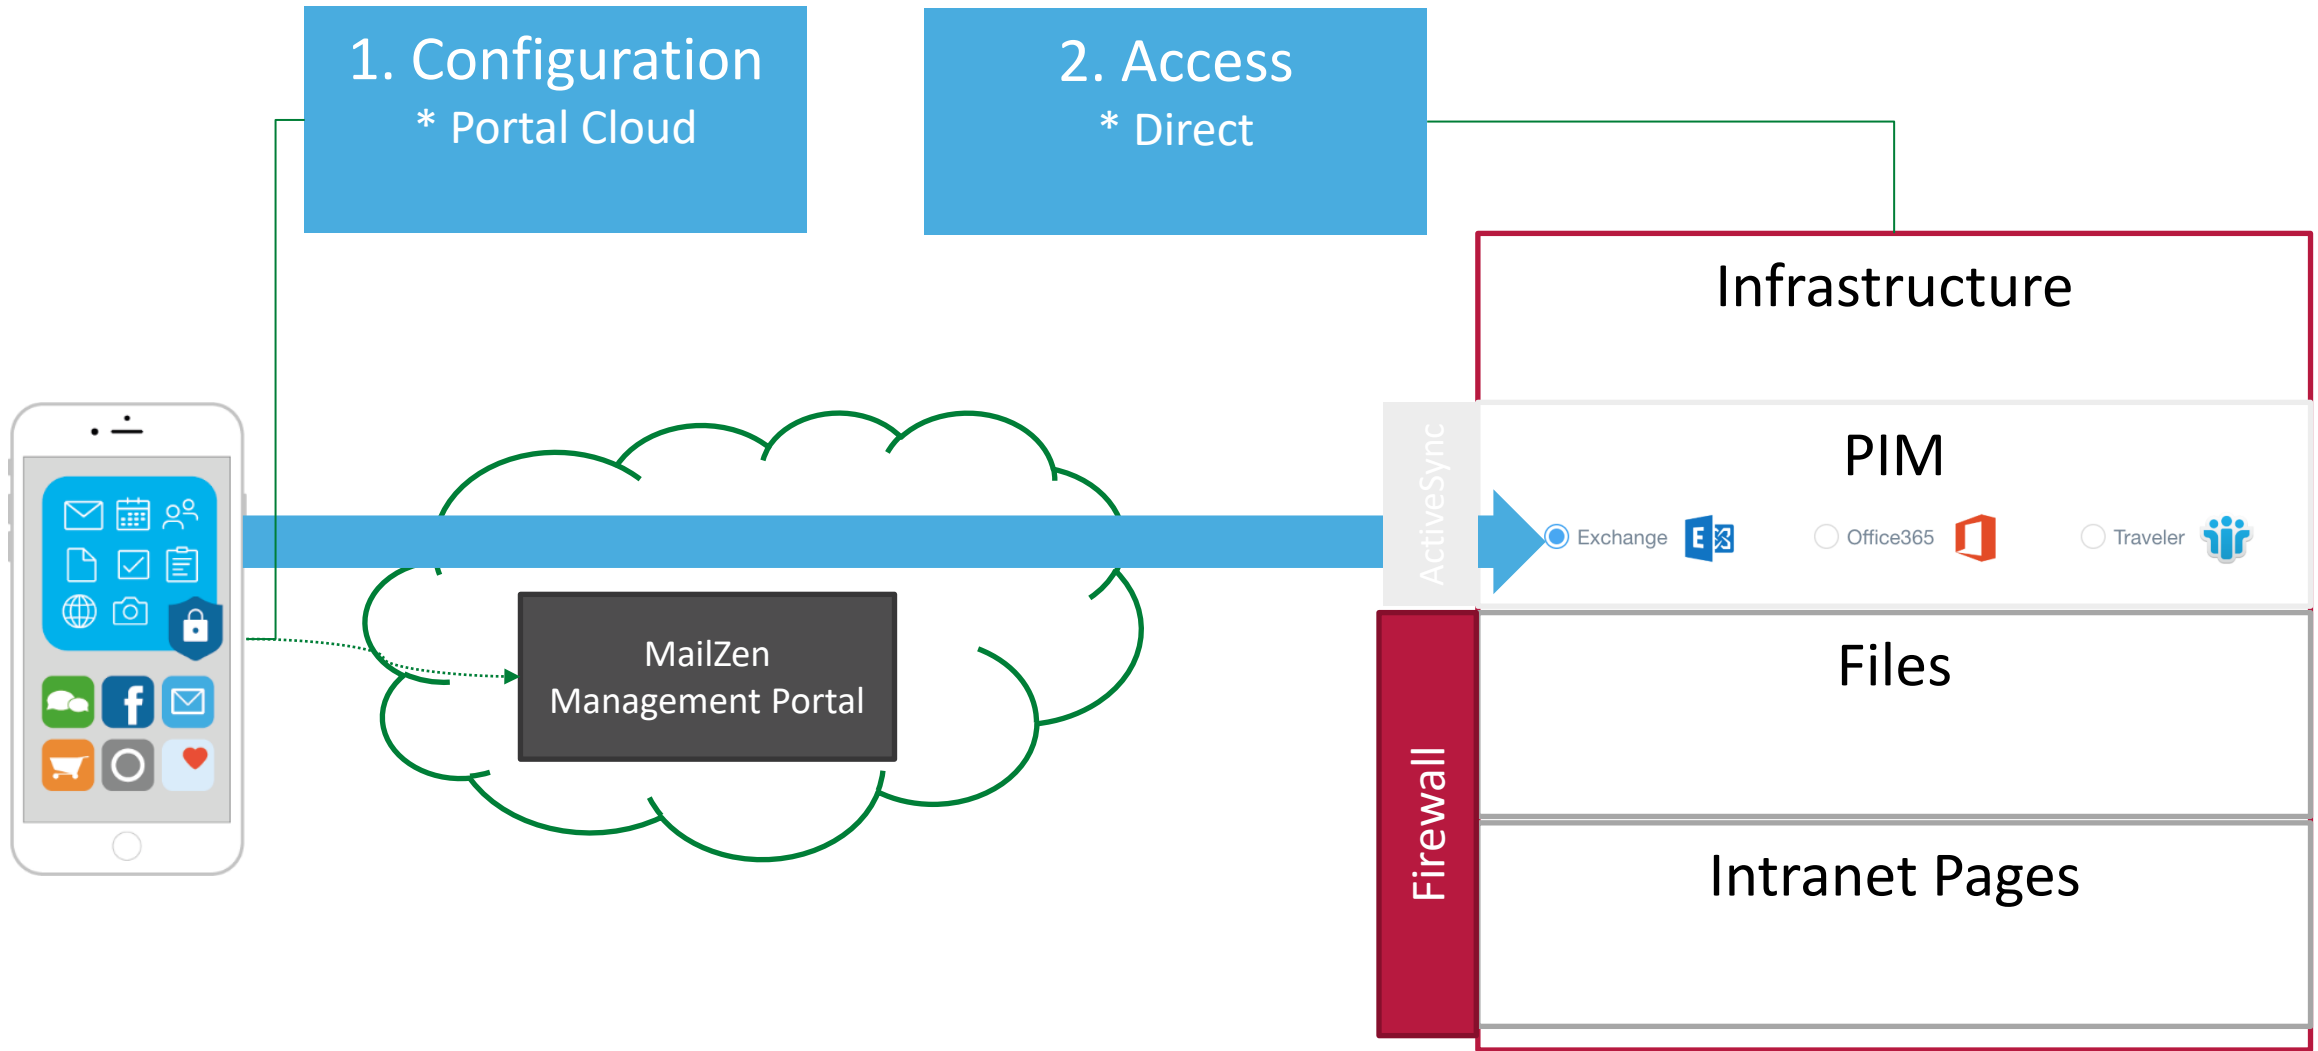 1. Configuration
* Portal Cloud
2. Access
* Direct
Infrastructure
ActiveSync
PIM
Exchange
E
Office365
Traveler
f
MailZen
Management Portal
Firewall
Files
Intranet Pages